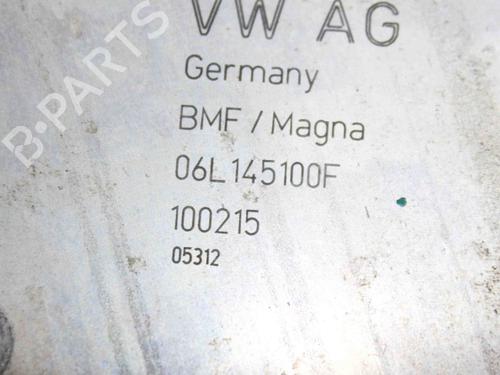 VW AG
Germany
BMF / Magna
06L145100F
100215
05312
B-PARTS